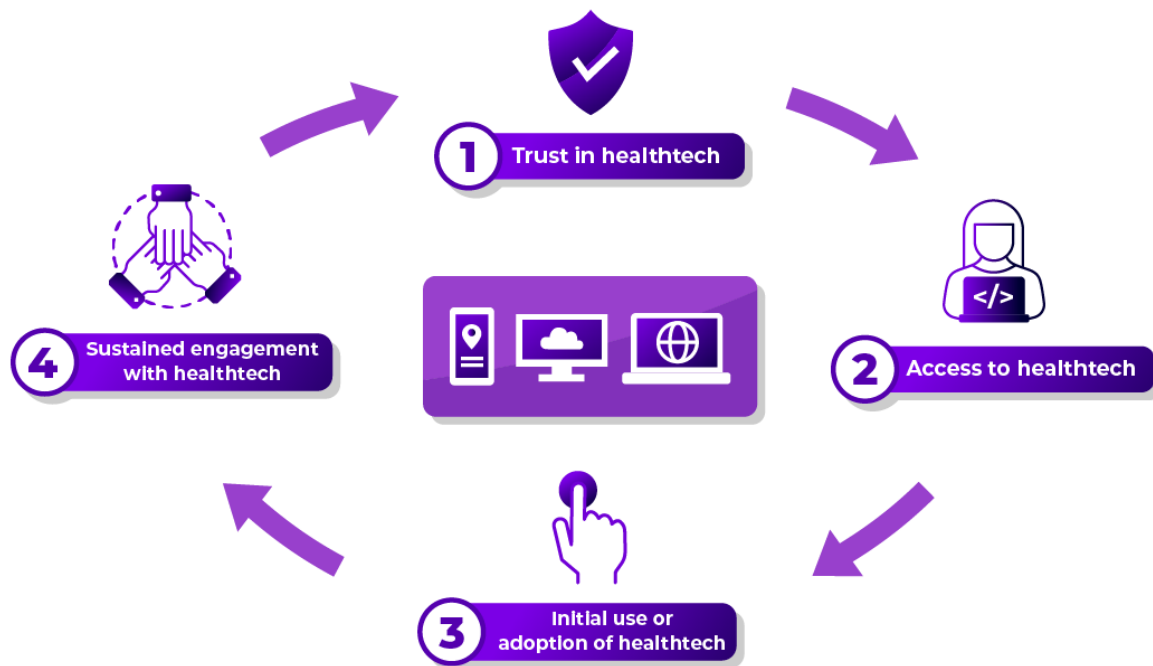 1
Trust in healthtech
2
Access to healthtech
</>
3
Initial use or
adoption of healthtech
4
Sustained engagement
with healthtech